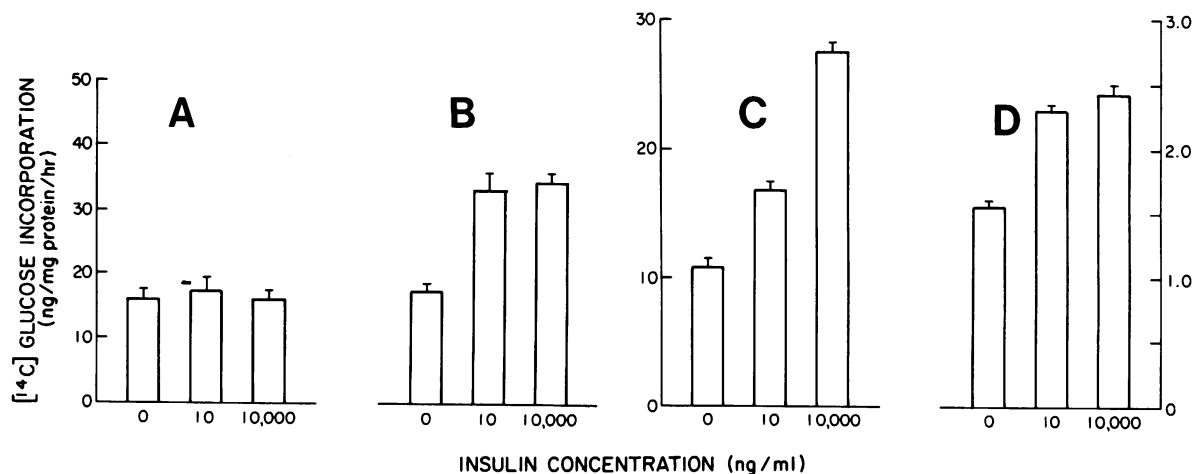 [¹⁴C] GLUCOSE INCORPORATION
(ng/mg protein/hr)
50
40
30
20
10
0
A
0 10 10,000
B
0 10 10,000
30
20
10
0
C
0 10 10,000
D
0 10 10,000
3.0
2.0
1.0
0
INSULIN CONCENTRATION (ng/ml)